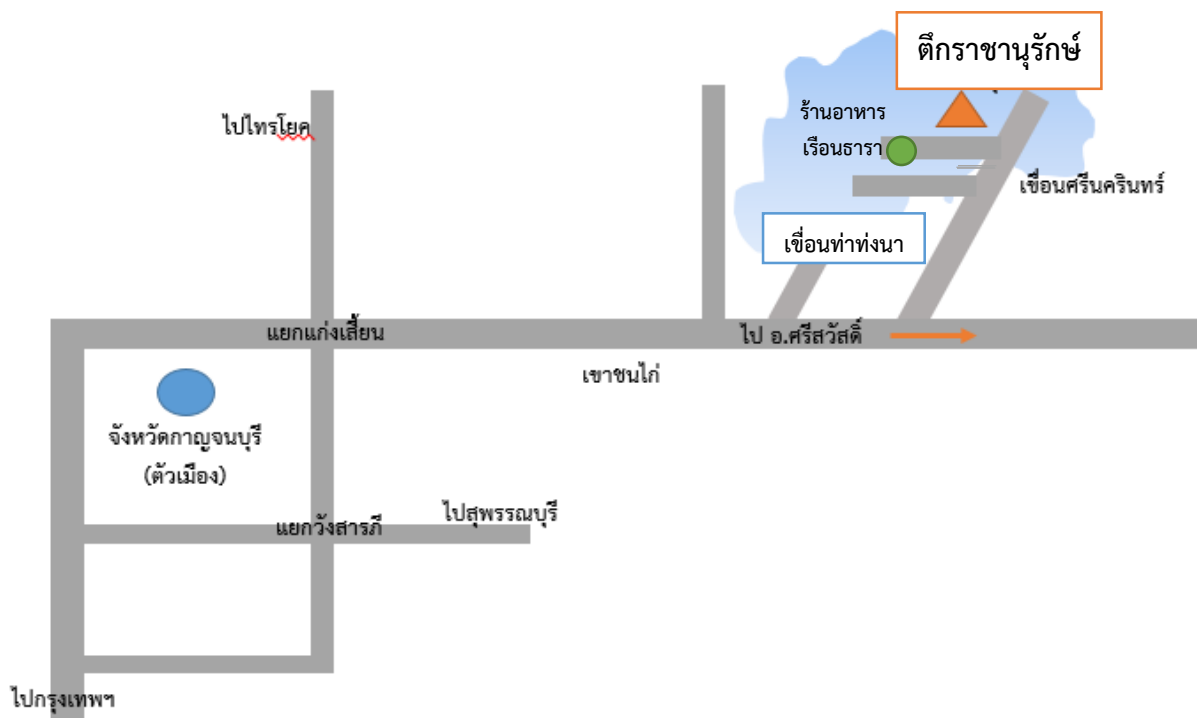 ตึกราชานุรักษ์
ร้านอาหาร
เรือนธารา
ไปไทรโยค
เขื่อนศรีนครินทร์
เขื่อนท่าท่งนา
แยกแก่งเสี้ยน
ไป อ.ศรีสวัสดิ์
เขาชนไก่
จังหวัดกาญจนบุรี
(ตัวเมือง)
ไปสุพรรณบุรี
แยกวังสารภี
ไปกรุงเทพฯ